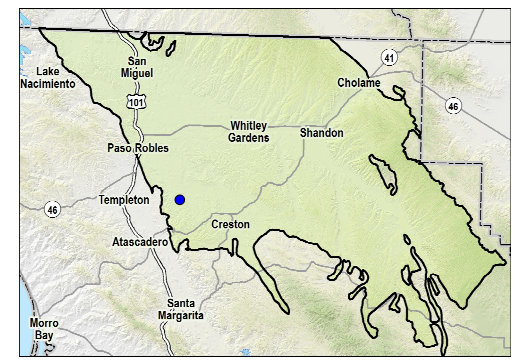 San
Miguel
41
Lake
Nacimiento
Cholame
101
46
Whitley
Gardens
Shandon
Paso Robles
Templeton
46
Creston
Atascadero
Santa
Margarita
Morro
Bay